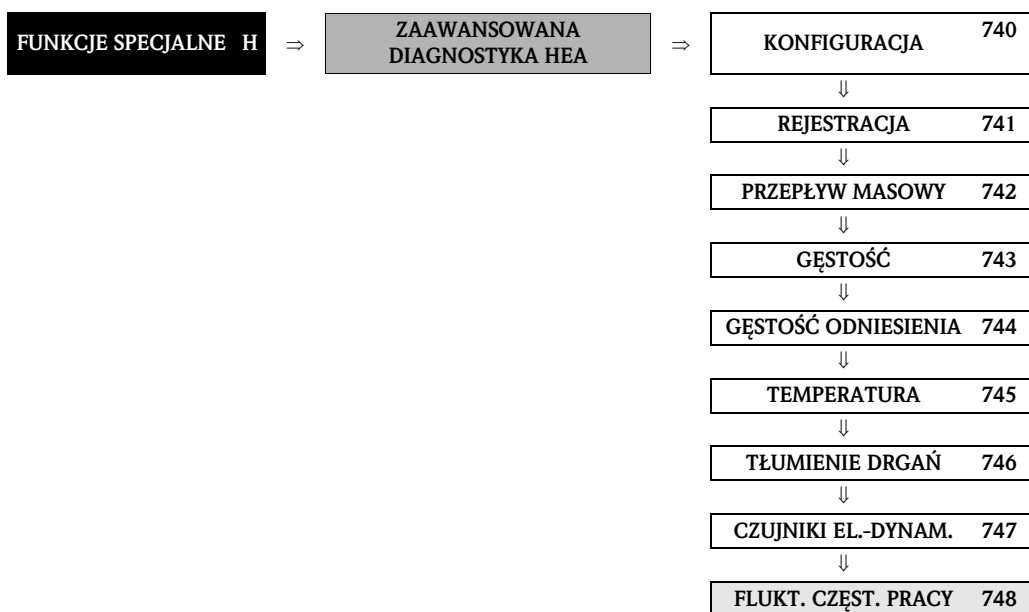 FUNKCJE SPECJALNE H ⇒ ZAAWANSOWANA DIAGNOSTYKA HEA ⇒ KONFIGURACJA 740
⇓
REJESTRACJA 741
⇓
PRZEPŁYW MASOWY 742
⇓
GĘSTOŚĆ 743
⇓
GĘSTOŚĆ ODNIESIENIA 744
⇓
TEMPERATURA 745
⇓
TŁUMIENIE DRGAŃ 746
⇓
CZUJNIKI EL.-DYNAM. 747
⇓
FLUKT. CZĘST. PRACY 748